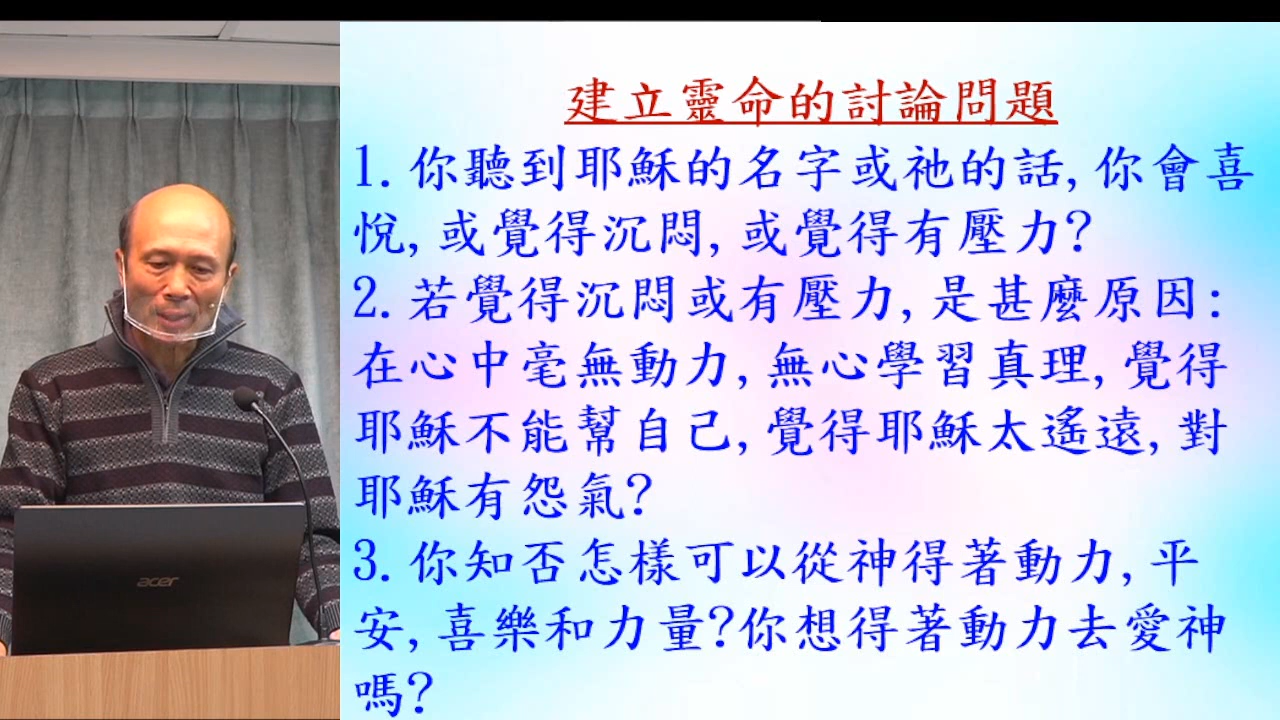 建立靈命的討論問題
1.你聽到耶穌的名字或祂的話,你會喜
悅,或覺得沉悶,或覺得有壓力?
2.若覺得沉悶或有壓力,是甚麼原因:
在心中毫無動力,無心學習真理,覺得
耶穌不能幫自己,覺得耶穌太遙遠,對
耶穌有怨氣?
3.你知否怎樣可以從神得著動力,平
安,喜樂和力量?你想得著動力去愛神
嗎?
acer